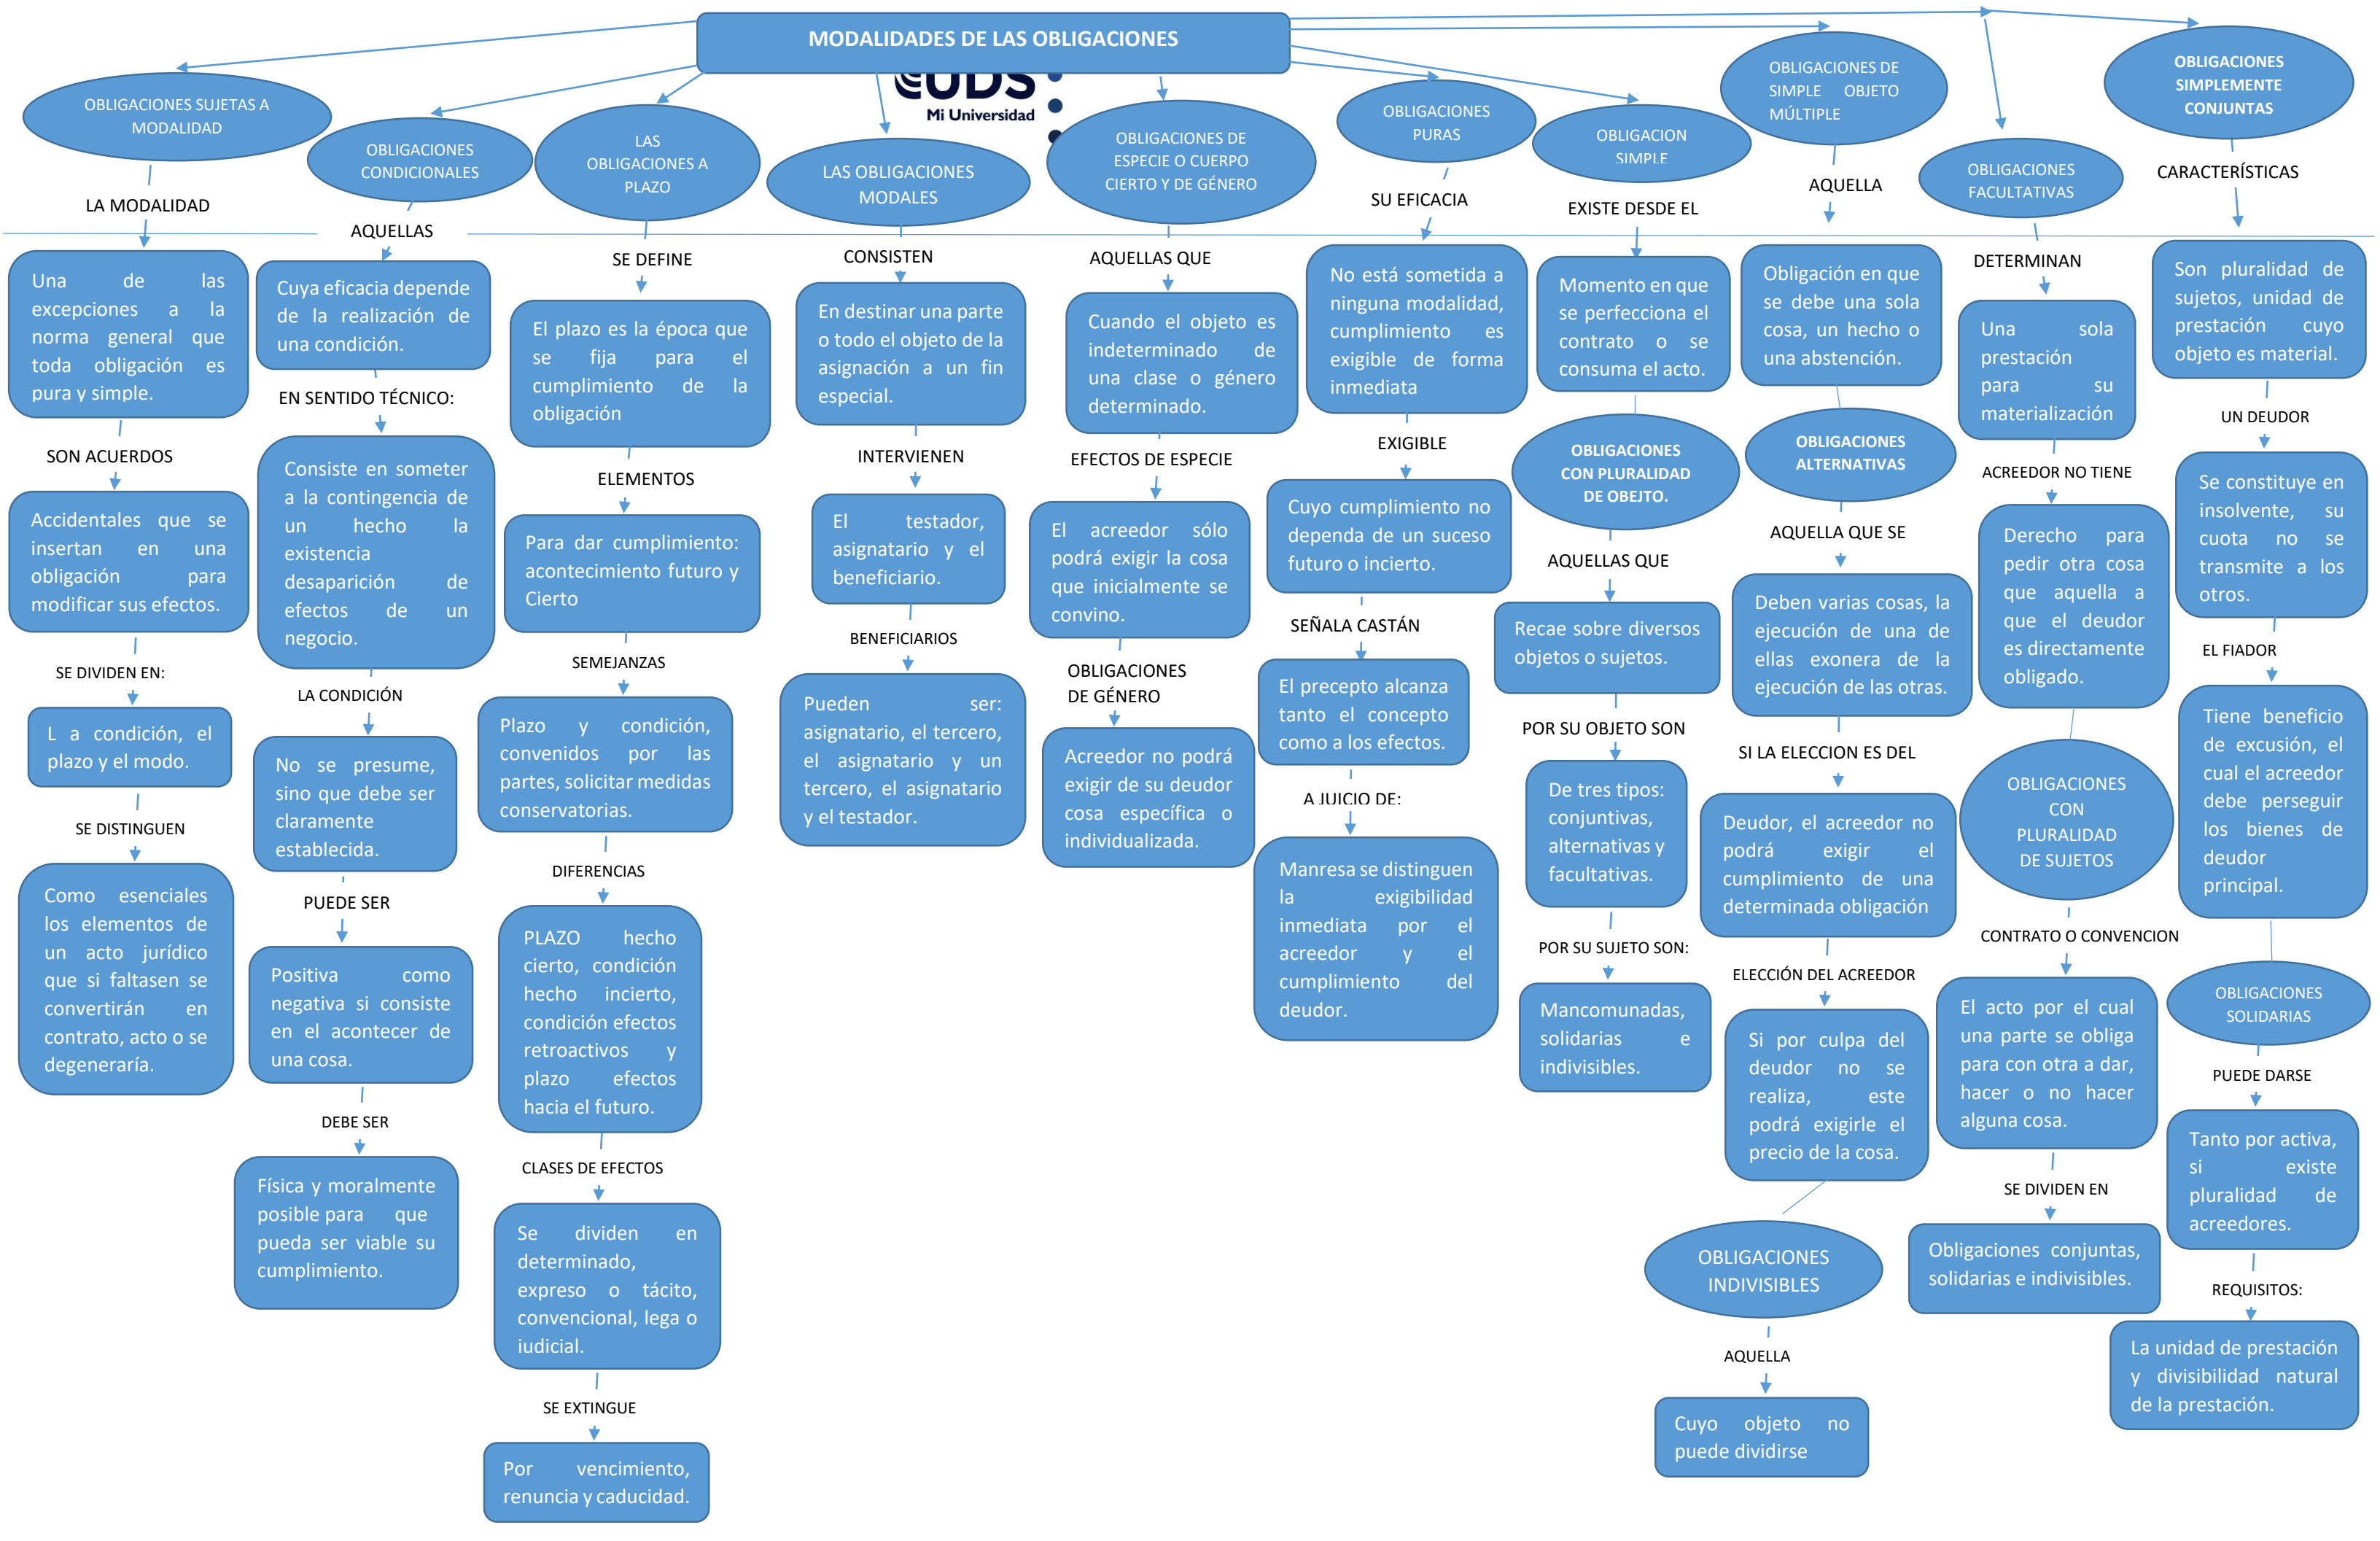 MODALIDADES DE LAS OBLIGACIONES
UDS
Mi Universidad
OBLIGACIONES SUJETAS A
MODALIDAD
LA MODALIDAD
Una de las
excepciones a la
norma general que
toda obligación es
pura y simple.
SON ACUERDOS
Accidentales que se
insertan en una
obligación para
modificar sus efectos.
SE DIVIDEN EN:
L a condición, el
plazo y el modo.
SE DISTINGUEN
Como esenciales
los elementos de
un acto jurídico
que si faltasen se
convertirán en
contrato, acto o se
degeneraría.
OBLIGACIONES
CONDICIONALES
AQUELLAS
Cuya eficacia depende
de la realización de
una condición.
EN SENTIDO TÉCNICO:
Consiste en someter
a la contingencia de
un hecho la
existencia
desaparición de
efectos de un
negocio.
LA CONDICIÓN
No se presume,
sino que debe ser
claramente
establecida.
PUEDE SER
Positiva como
negativa si consiste
en el acontecer de
una cosa.
DEBE SER
Física y moralmente
posible para que
pueda ser viable su
cumplimiento.
LAS
OBLIGACIONES A
PLAZO
SE DEFINE
El plazo es la época que
se fija para el
cumplimiento de la
obligación
ELEMENTOS
Para dar cumplimiento:
acontecimiento futuro y
Cierto
SEMEJANZAS
Plazo y condición,
convenidos por las
partes, solicitar medidas
conservatorias.
DIFERENCIAS
PLAZO hecho
cierto, condición
hecho incierto,
condición efectos
retroactivos y
plazo efectos
hacia el futuro.
CLASES DE EFECTOS
Se dividen en
determinado,
expreso o tácito,
convencional, lega o
judicial.
SE EXTINGUE
Por vencimiento,
renuncia y caducidad.
LAS OBLIGACIONES
MODALES
CONSISTEN
En destinar una parte
o todo el objeto de la
asignación a un fin
especial.
INTERVIENEN
El testador,
asignatario y el
beneficiario.
BENEFICIARIOS
Pueden ser:
asignatario, el tercero,
el asignatario y un
tercero, el asignatario
y el testador.
OBLIGACIONES DE
ESPECIE O CUERPO
CIERTO Y DE GÉNERO
AQUELLAS QUE
Cuando el objeto es
indeterminado de
una clase o género
determinado.
EFECTOS DE ESPECIE
El acreedor sólo
podrá exigir la cosa
que inicialmente se
convino.
OBLIGACIONES
DE GÉNERO
Acreedor no podrá
exigir de su deudor
cosa específica o
individualizada.
OBLIGACIONES
PURAS
SU EFICACIA
No está sometida a
ninguna modalidad,
cumplimiento es
exigible de forma
inmediata
EXIGIBLE
Cuyo cumplimiento no
dependa de un suceso
futuro o incierto.
SEÑALA CASTÁN
El precepto alcanza
tanto el concepto
como a los efectos.
A JUICIO DE:
Manresa se distinguen
la exigibilidad
inmediata por el
acreedor y el
cumplimiento del
deudor.
OBLIGACION
SIMPLE
EXISTE DESDE EL
Momento en que
se perfecciona el
contrato o se
consuma el acto.
OBLIGACIONES
CON PLURALIDAD
DE OBEJTO.
AQUELLAS QUE
Recae sobre diversos
objetos o sujetos.
POR SU OBJETO SON
De tres tipos:
conjuntivas,
alternativas y
facultativas.
POR SU SUJETO SON:
Mancomunadas,
solidarias e
indivisibles.
OBLIGACIONES DE
SIMPLE OBJETO
MÚLTIPLE
AQUELLA
Obligación en que
se debe una sola
cosa, un hecho o
una abstención.
OBLIGACIONES
ALTERNATIVAS
AQUELLA QUE SE
Deben varias cosas, la
ejecución de una de
ellas exonera de la
ejecución de las otras.
SI LA ELECCION ES DEL
Deudor, el acreedor no
podrá exigir el
cumplimiento de una
determinada obligación
ELECCIÓN DEL ACREEDOR
Si por culpa del
deudor no se
realiza, este
podrá exigirle el
precio de la cosa.
OBLIGACIONES
INDIVISIBLES
AQUELLA
Cuyo objeto no
puede dividirse
OBLIGACIONES
FACULTATIVAS
DETERMINAN
Una sola
prestación
para su
materialización
ACREEDOR NO TIENE
Derecho para
pedir otra cosa
que aquella a
que el deudor
es directamente
obligado.
OBLIGACIONES
CON
PLURALIDAD
DE SUJETOS
CONTRATO O CONVENCION
El acto por el cual
una parte se obliga
para con otra a dar,
hacer o no hacer
alguna cosa.
SE DIVIDEN EN
Obligaciones conjuntas,
solidarias e indivisibles.
OBLIGACIONES
SIMPLEMENTE
CONJUNTAS
CARACTERÍSTICAS
Son pluralidad de
sujetos, unidad de
prestación cuyo
objeto es material.
UN DEUDOR
Se constituye en
insolvente, su
cuota no se
transmite a los
otros.
EL FIADOR
Tiene beneficio
de excusión, el
cual el acreedor
debe perseguir
los bienes de
deudor
principal.
OBLIGACIONES
SOLIDARIAS
PUEDE DARSE
Tanto por activa,
si existe
pluralidad de
acreedores.
REQUISITOS:
La unidad de prestación
y divisibilidad natural
de la prestación.